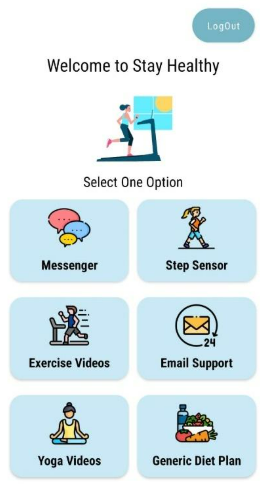 LogOut
Welcome to Stay Healthy
Select One Option
Messenger
Step Sensor
24
Exercise Videos
Email Support
Yoga Videos
Generic Diet Plan